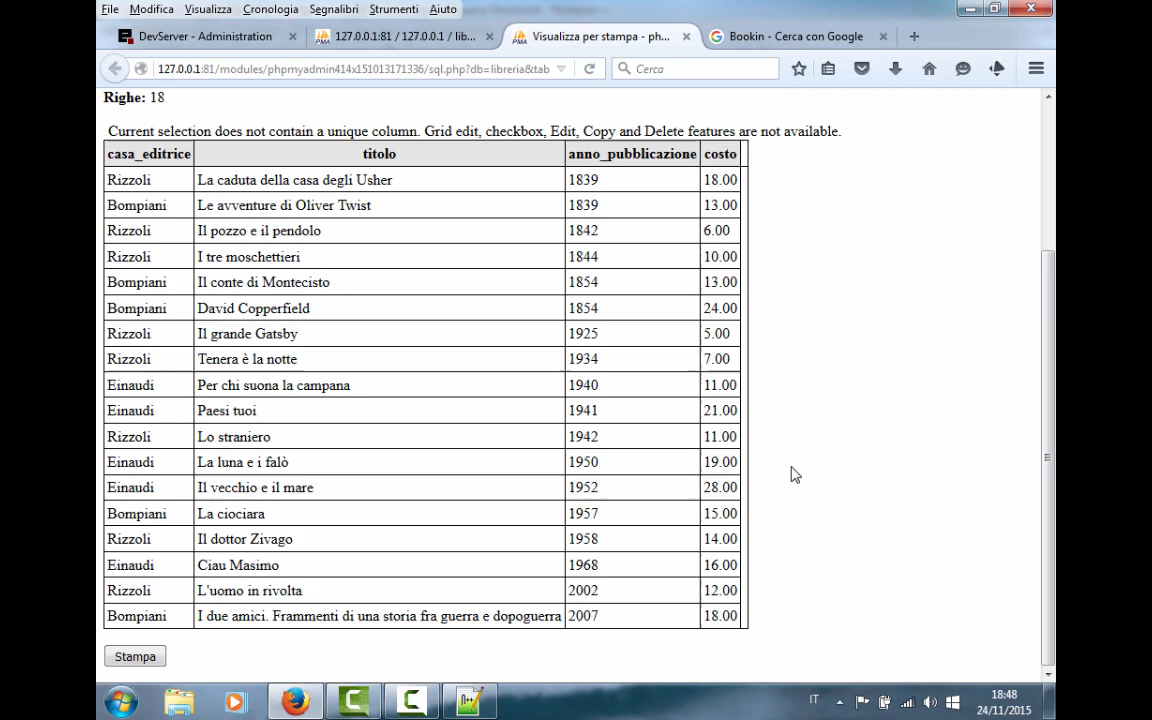 File Modifica Visualizza Cronologia Segnalibri Strumenti Aiuto
DevServer - Administration 127.0.0.1:81 / 127.0.0.1 / lib... Visualizza per stampa - ph... Bookin - Cerca con Google
127.0.0.1:81/modules/phpmyadmin414x151013171336/sql.php?db=libreria&tab Cerca
Righe: 18
Current selection does not contain a unique column. Grid edit, checkbox, Edit, Copy and Delete features are not available.
casa_editrice titolo anno_pubblicazione costo
Rizzoli La caduta della casa degli Usher 1839 18.00
Bompiani Le avventure di Oliver Twist 1839 13.00
Rizzoli Il pozzo e il pendolo 1842 6.00
Rizzoli I tre moschettieri 1844 10.00
Bompiani Il conte di Montecisto 1854 13.00
Bompiani David Copperfield 1854 24.00
Rizzoli Il grande Gatsby 1925 5.00
Rizzoli Tenera è la notte 1934 7.00
Einaudi Per chi suona la campana 1940 11.00
Einaudi Paesi tuoi 1941 21.00
Rizzoli Lo straniero 1942 11.00
Einaudi La luna e i falò 1950 19.00
Einaudi Il vecchio e il mare 1952 28.00
Bompiani La ciociara 1957 15.00
Rizzoli Il dottor Zivago 1958 14.00
Einaudi Ciau Masimo 1968 16.00
Rizzoli L'uomo in rivolta 2002 12.00
Bompiani I due amici. Frammenti di una storia fra guerra e dopoguerra 2007 18.00
Stampa
IT 18:48
24/11/2015